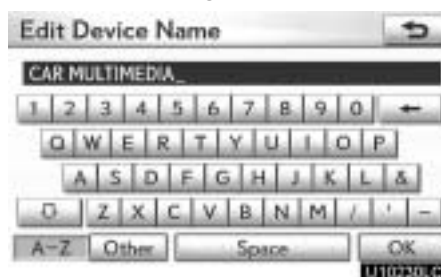 Edit Device Name
CAR MULTIMEDIA_
1 2 3 4 5 6 7 8 9 0 ←
Q W E R T Y U I O P
A S D F G H J K L &
Z X C V B N M / ' -
A-Z Other Space OK